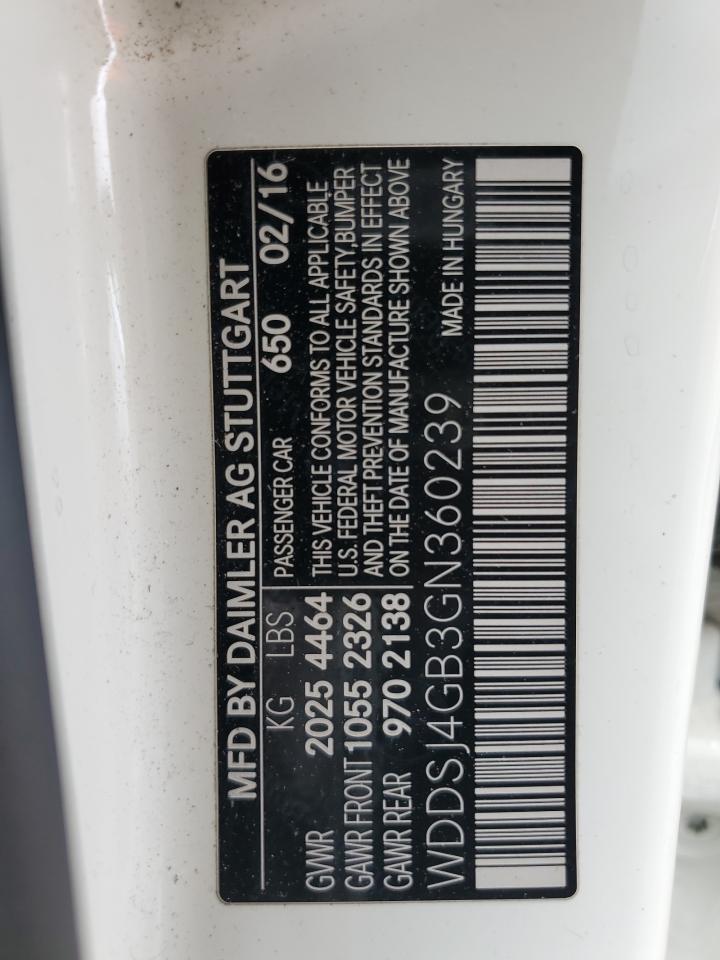 MFD BY DAIMLER AG STUTTGART
KG LBS PASSENGER CAR 650 02/16
GVWR 2025 4464
GAWR FRONT 1055 2326
GAWR REAR 970 2138
THIS VEHICLE CONFORMS TO ALL APPLICABLE
U.S. FEDERAL MOTOR VEHICLE SAFETY,BUMPER
AND THEFT PREVENTION STANDARDS IN EFFECT
ON THE DATE OF MANUFACTURE SHOWN ABOVE
WDDSJ4GB3GN360239 MADE IN HUNGARY